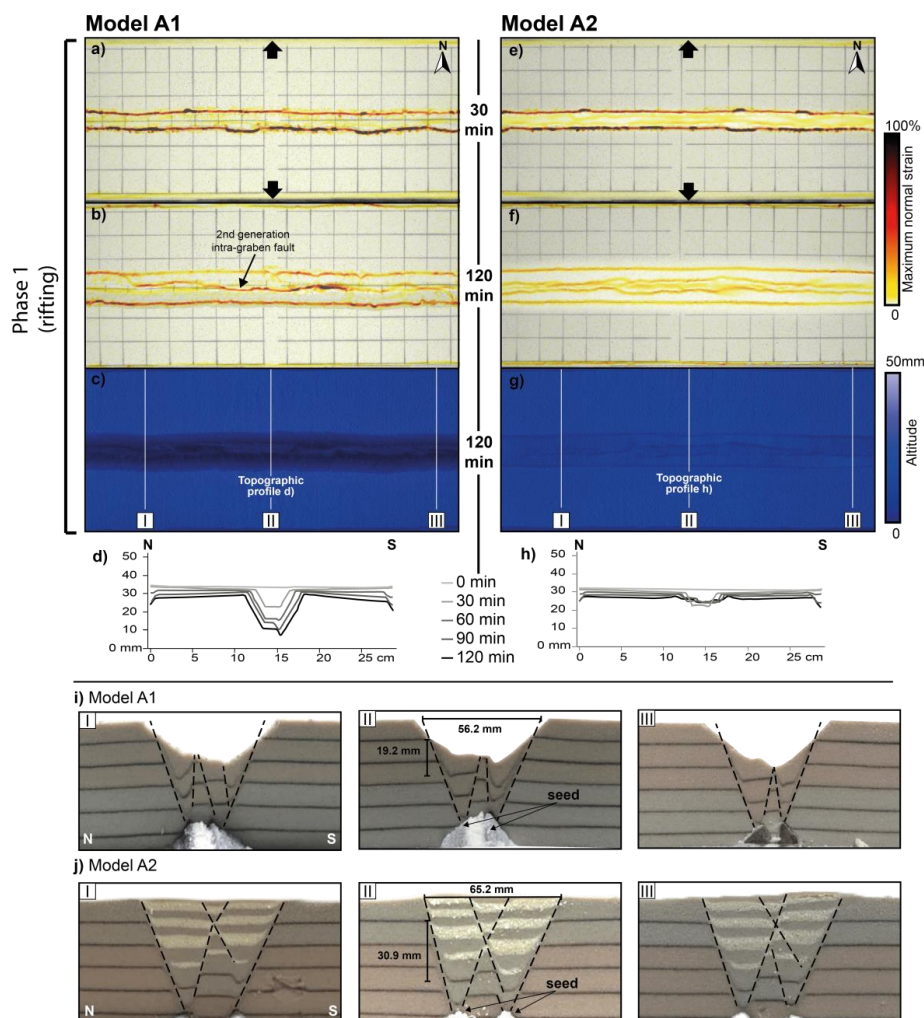 Model A1
Model A2
Phase 1
(rifting)
a)
N
30
min
e)
N
b)
2nd generation
intra-graben fault
120
min
f)
100%
Maximum normal strain
0
c)
Topographic
profile d)
I
II
III
120
min
g)
Topographic
profile h)
I
II
III
50mm
Altitude
0
d)
N
S
50
40
30
20
10
0 mm
0
5
10
15
20
25 cm
0 min
30 min
60 min
90 min
120 min
h)
N
S
50
40
30
20
10
0 mm
0
5
10
15
20
25 cm
i) Model A1
I
N
S
II
56.2 mm
19.2 mm
seed
III
j) Model A2
I
N
S
II
65.2 mm
30.9 mm
seed
III